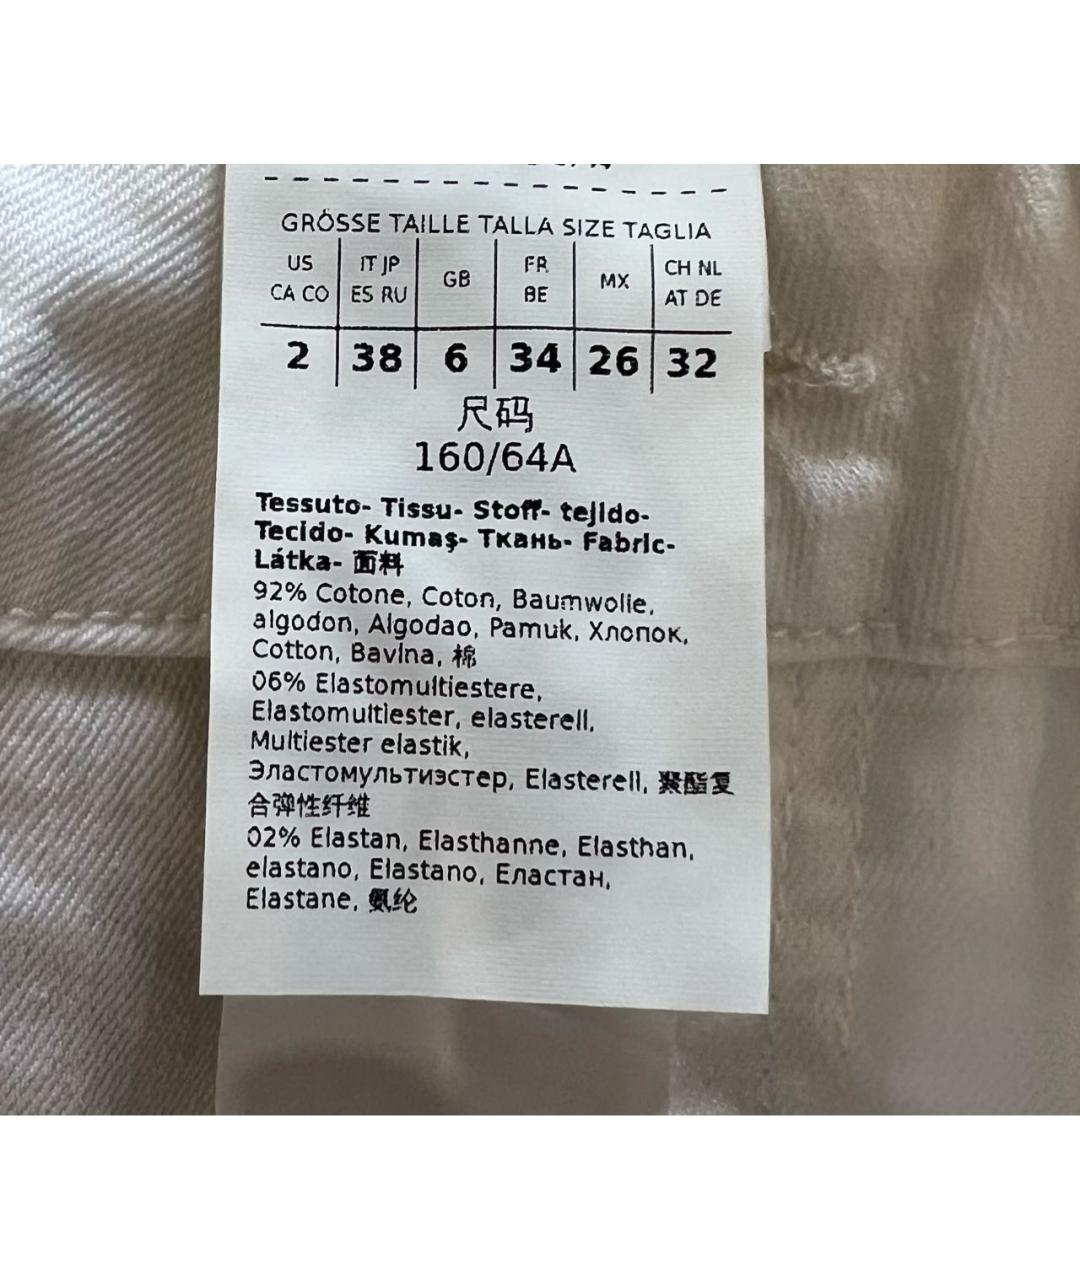 GRÖSSE TAILLE TALLA SIZE TAGLIA
US IT JP GB FR MX CH NL
CA CO ES RU BE AT DE
2 38 6 34 26 32
尺码
160/64A
Tessuto- Tissu- Stoff- tejido-
Tecido- Kumaş- Ткань- Fabric-
Látka- 面料
92% Cotone, Coton, Baumwolle,
algodon, Algodao, Pamuk, Хлопок,
Cotton, Bavlna, 棉
06% Elastomultiestere,
Elastomultiester, elasterell,
Multiester elastik,
Эластомультиэстер, Elasterell, 聚酯复
合弹性纤维
02% Elastan, Elasthanne, Elasthan,
elastano, Elastano, Еластан,
Elastane, 氨纶